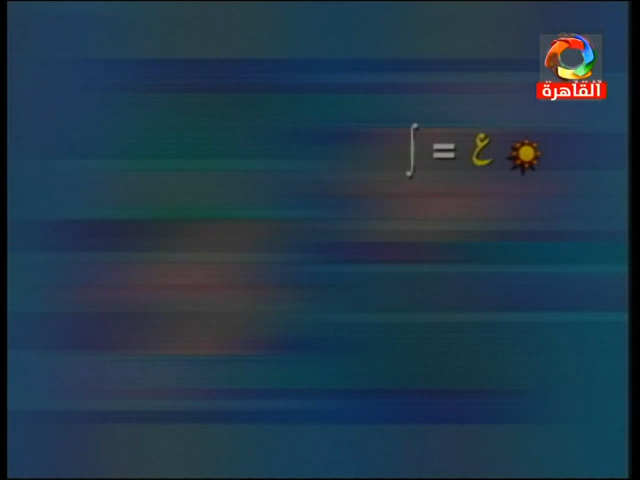 القاهرة
ع = ∫